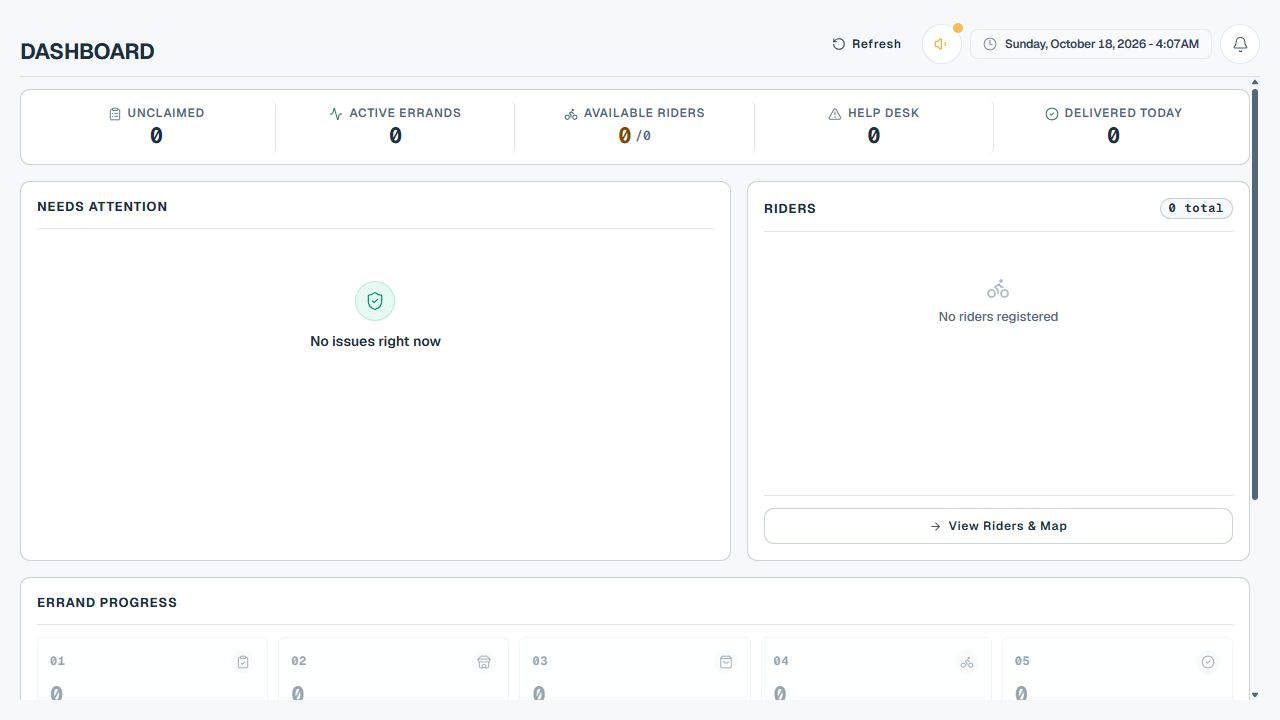 DASHBOARD
Refresh
Sunday, October 18, 2026 - 4:07AM
UNCLAIMED
0
ACTIVE ERRANDS
0
AVAILABLE RIDERS
0 /0
HELP DESK
0
DELIVERED TODAY
0
NEEDS ATTENTION
No issues right now
RIDERS
0 total
No riders registered
View Riders & Map
ERRAND PROGRESS
01
0
02
0
03
0
04
0
05
0